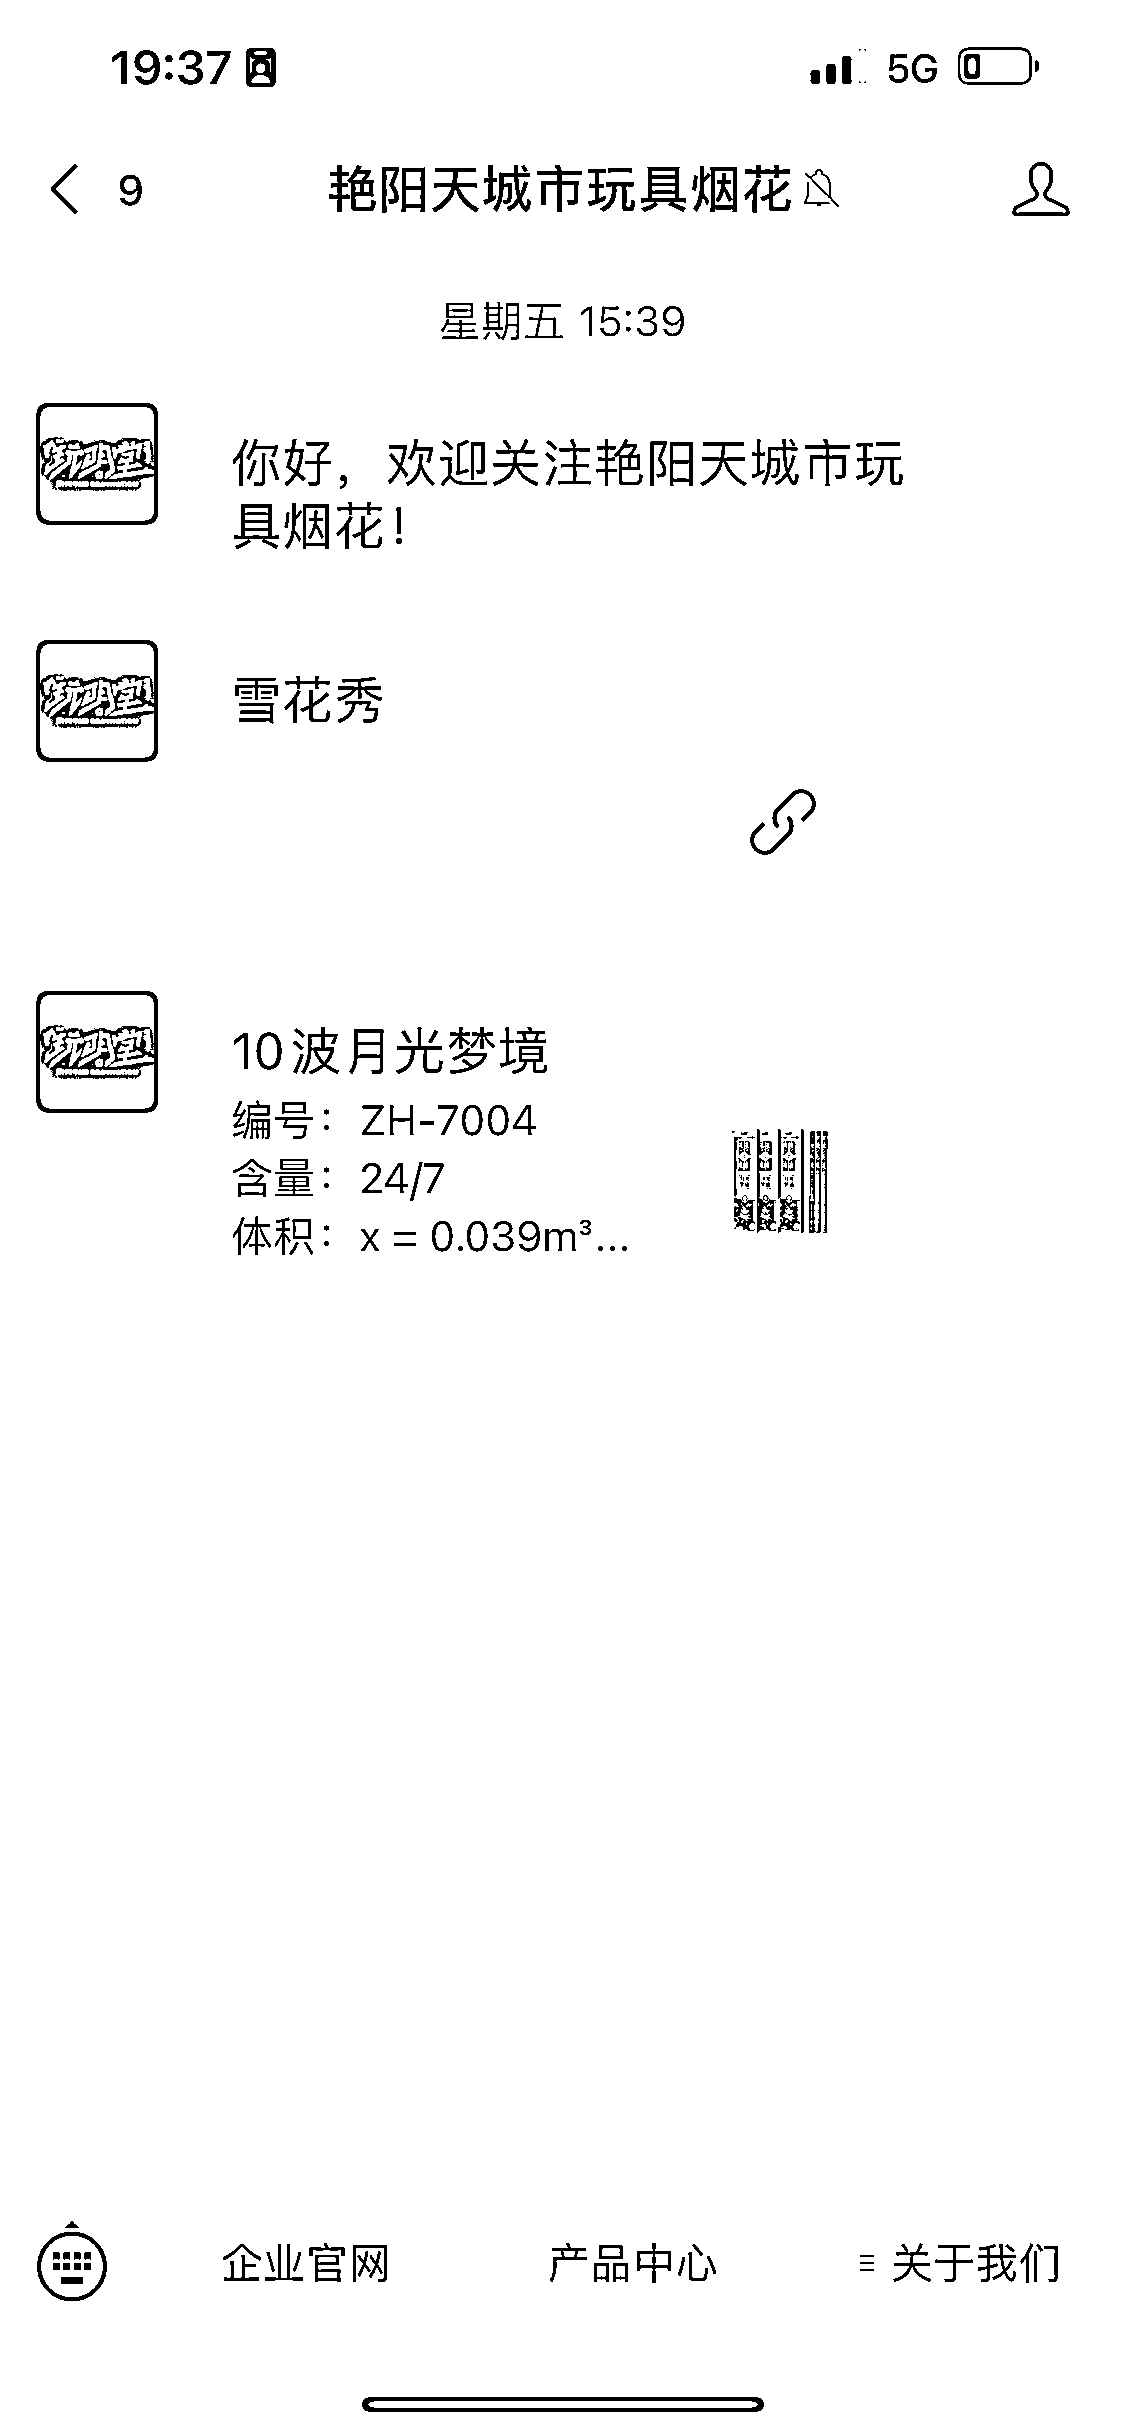 19:37
5G
9
艳阳天城市玩具烟花
星期五 15:39
你好，欢迎关注艳阳天城市玩
具烟花！
雪花秀
10波月光梦境
编号：ZH-7004
含量：24/7
体积：x = 0.039m³...
企业官网
产品中心
≡ 关于我们